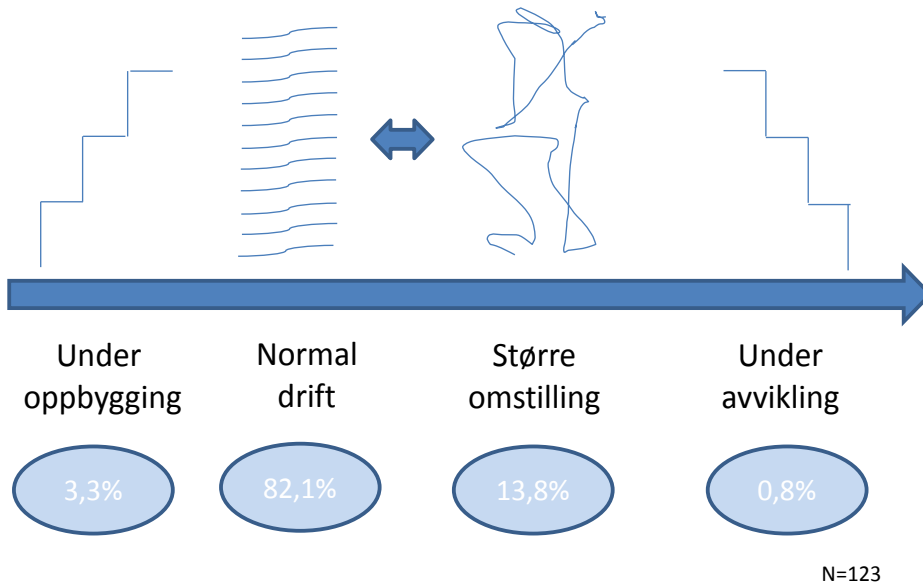 Under
oppbygging
Normal
drift
Større
omstilling
Under
avvikling
3,3%
82,1%
13,8%
0,8%
N=123